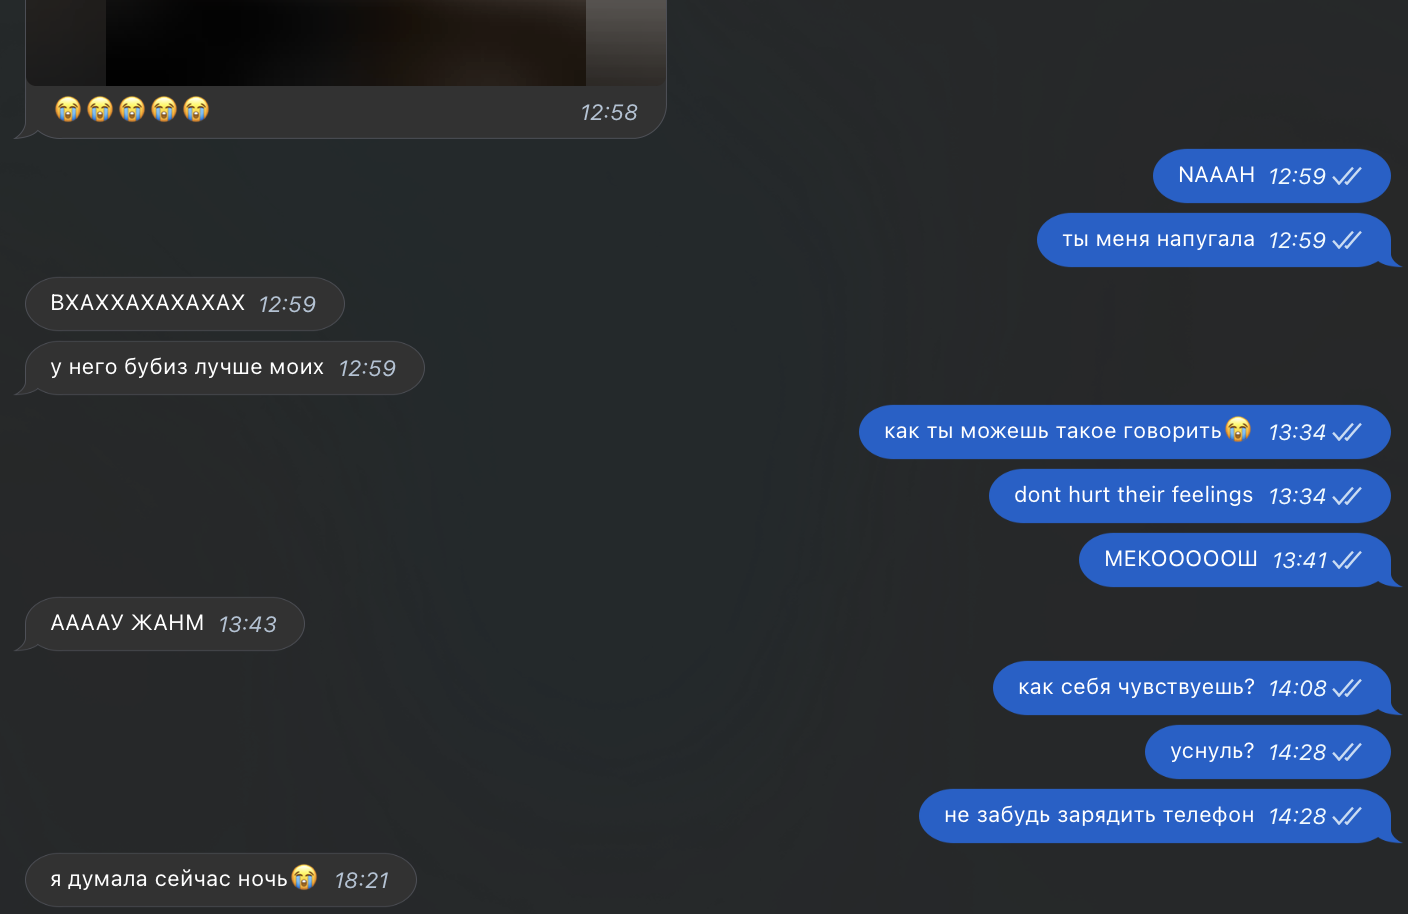 😭😭😭😭😭 12:58
NAAAH 12:59
ты меня напугала 12:59
ВХАХХАХАХАХАХ 12:59
у него бубиз лучше моих 12:59
как ты можешь такое говорить😭 13:34
dont hurt their feelings 13:34
МЕКОООООШ 13:41
ААААУ ЖАНМ 13:43
как себя чувствуешь? 14:08
уснуль? 14:28
не забудь зарядить телефон 14:28
я думала сейчас ночь😭 18:21